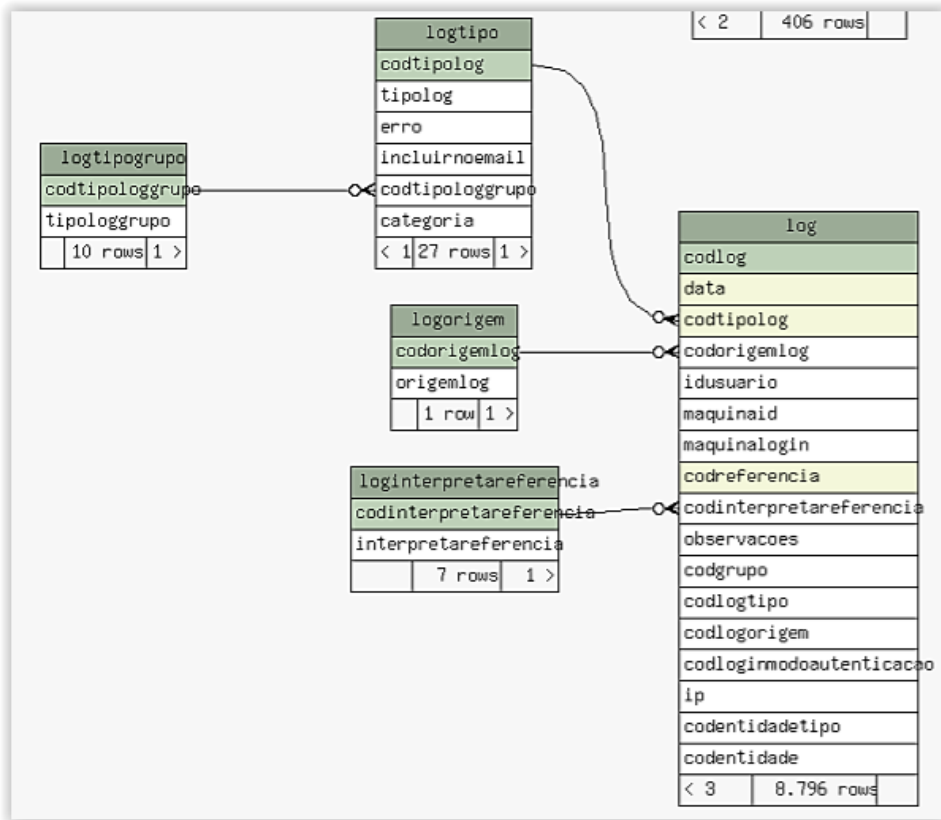 < 2 406 rows
logtipo
codtipolog
tipolog
erro
incluirnoemail
codtipologgrupo
categoria
< 1 27 rows 1 >
logtipogrupo
codtipologgrupo
tipologgrupo
10 rows 1 >
logorigem
codorigemlog
origemlog
1 row 1 >
loginterpretareferencia
codinterpretareferencia
interpretareferencia
7 rows 1 >
log
codlog
data
codtipolog
codorigemlog
idusuario
maquinaid
maquinalogin
codreferencia
codinterpretareferencia
observacoes
codgrupo
codlogtipo
codlogorigem
codloginmodoautenticacao
ip
codentidadetipo
codentidade
< 3 8.796 rows